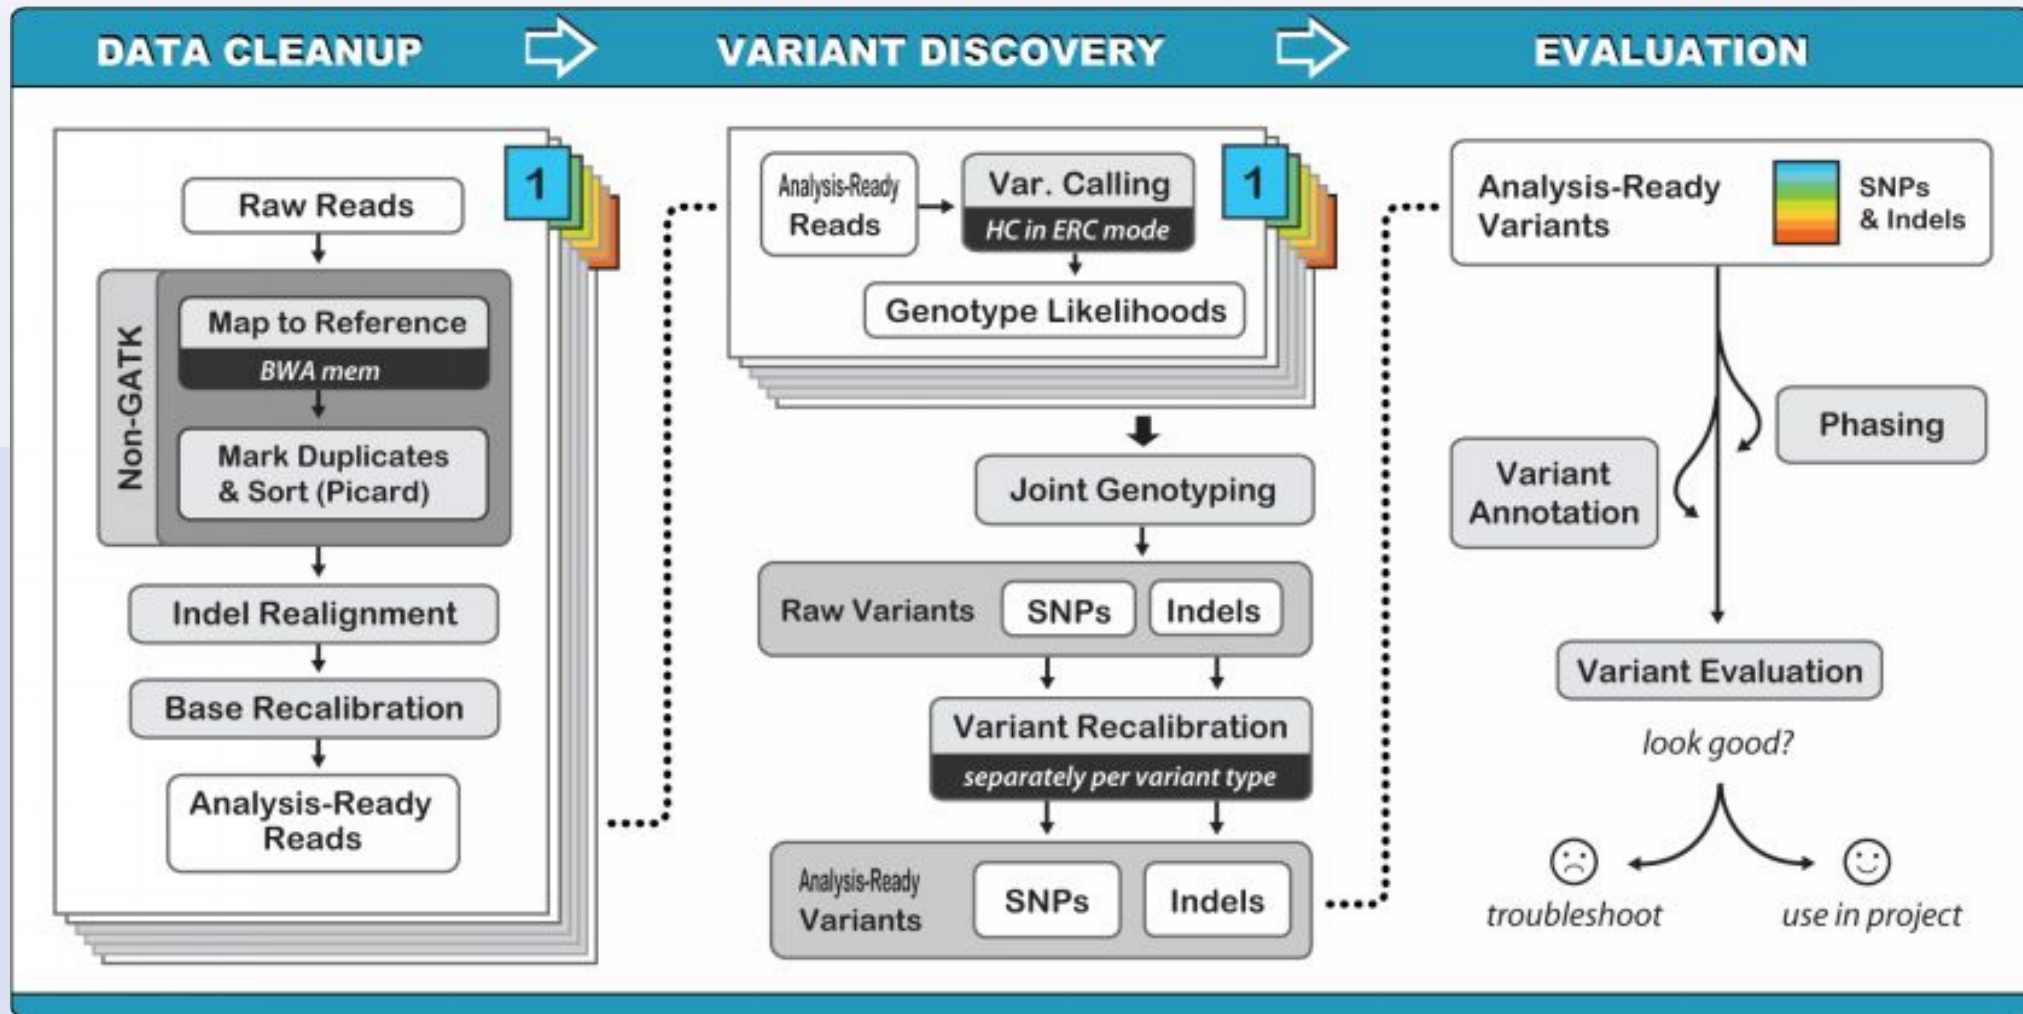 DATA CLEANUP
VARIANT DISCOVERY
EVALUATION
1
Raw Reads
Non-GATK
Map to Reference
BWA mem
Mark Duplicates
& Sort (Picard)
Indel Realignment
Base Recalibration
Analysis-Ready
Reads
1
Analysis-Ready
Reads
Var. Calling
HC in ERC mode
Genotype Likelihoods
Joint Genotyping
Raw Variants
SNPs
Indels
Variant Recalibration
separately per variant type
Analysis-Ready
Variants
SNPs
Indels
Analysis-Ready
Variants
SNPs
& Indels
Phasing
Variant
Annotation
Variant Evaluation
look good?
troubleshoot
use in project